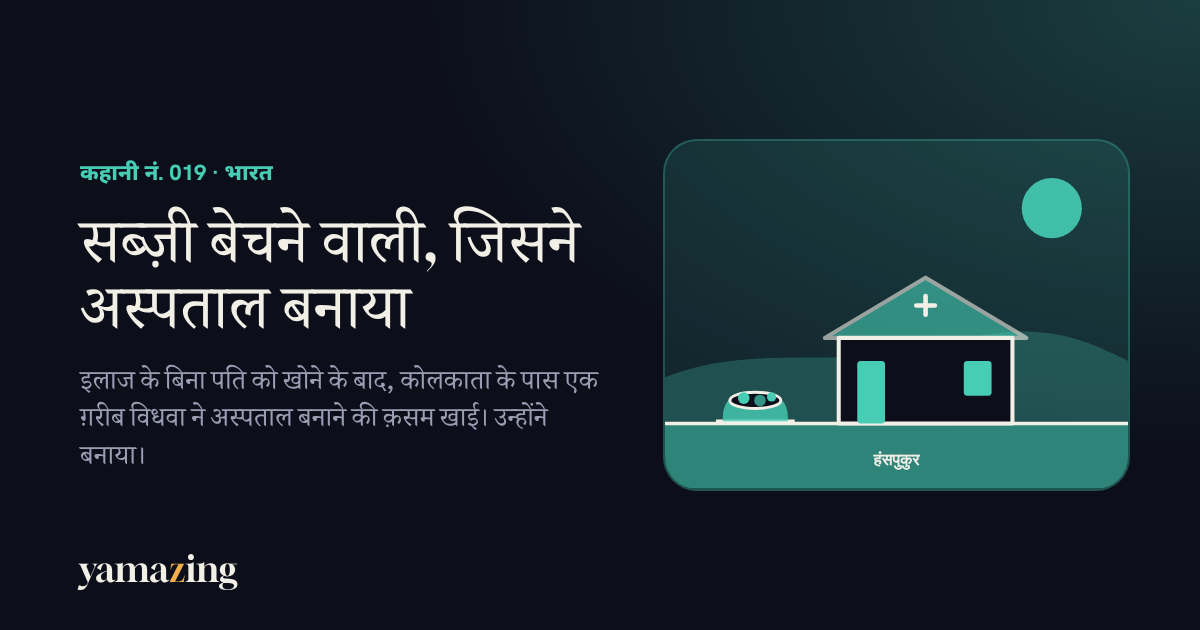 कहानी नं. 019 · भारत
सब्ज़ी बेचने वाली, जिसने
अस्पताल बनाया
इलाज के बिना पति को खोने के बाद, कोलकाता के पास एक
ग़रीब विधवा ने अस्पताल बनाने की क़सम खाई। उन्होंने
बनाया।
हंसपुकुर
yamazing